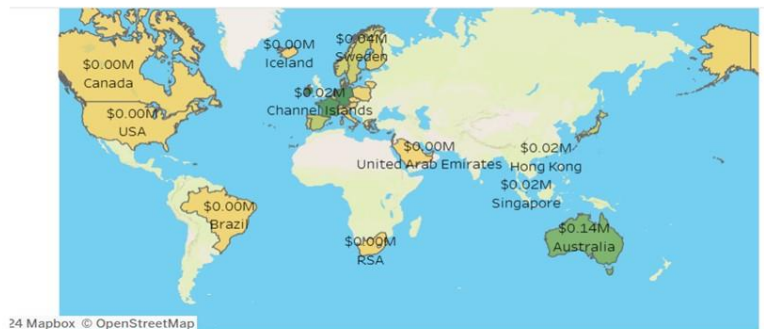 $0.00M
Canada
$0.00M
USA
$0.00M
Iceland
$0.04M
Sweden
$0.02M
Channel Islands
$0.00M
United Arab Emirates
$0.02M
Hong Kong
$0.02M
Singapore
$0.00M
Brazil
$0.00M
RSA
$0.14M
Australia
24 Mapbox © OpenStreetMap